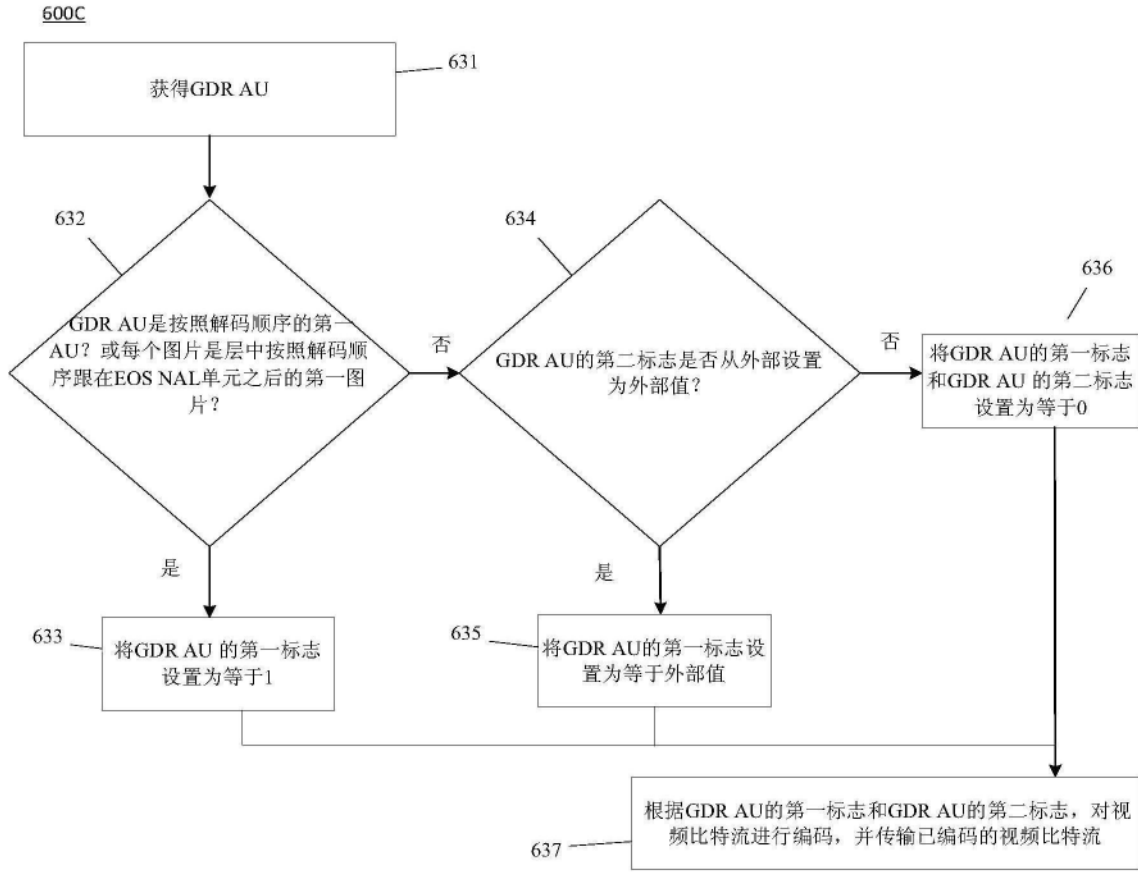 600C
631
获得GDR AU
632
GDR AU是按照解码顺序的第一
AU？或每个图片是层中按照解码顺
序跟在EOS NAL单元之后的第一图
片？
否
634
GDR AU的第二标志是否从外部设置
为外部值？
否
636
将GDR AU的第一标志
和GDR AU 的第二标志
设置为等于0
是
633
将GDR AU 的第一标志
设置为等于1
是
635
将GDR AU的第一标志设
置为等于外部值
根据GDR AU的第一标志和GDR AU的第二标志，对视
频比特流进行编码，并传输已编码的视频比特流
637